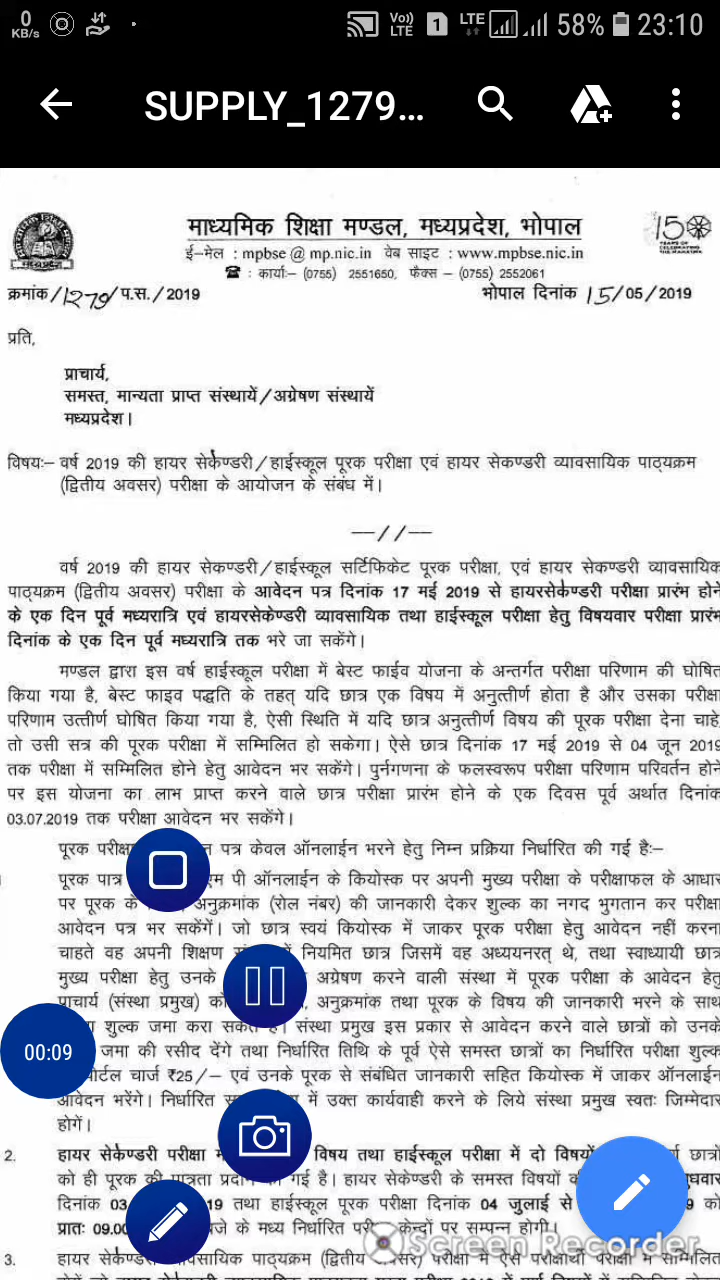 0 KB/s Vo) LTE 1 LTE 58% 23:10
SUPPLY_1279...
माध्यमिक शिक्षा मण्डल, मध्यप्रदेश, भोपाल
ई–मेल : mpbse @ mp.nic.in वेब साइट : www.mpbse.nic.in
: कार्याः– (0755) 2551650, फैक्स – (0755) 2552061
150 YEARS OF CELEBRATING THE MAHATMA
मध्यप्रदेश
क्रमांक/1279/प.स./2019 भोपाल दिनांक 15/05/2019
प्रति,
प्राचार्य,
समस्त, मान्यता प्राप्त संस्थायें/अग्रेषण संस्थायें
मध्यप्रदेश।
विषयः– वर्ष 2019 की हायर सेकेण्डरी/हाईस्कूल पूरक परीक्षा एवं हायर सेकण्डरी व्यावसायिक पाठ्यक्रम
(द्वितीय अवसर) परीक्षा के आयोजन के संबंध में।
—//—
वर्ष 2019 की हायर सेकण्डरी/हाईस्कूल सर्टिफिकेट पूरक परीक्षा, एवं हायर सेकण्डरी व्यावसायिक
पाठ्यक्रम (द्वितीय अवसर) परीक्षा के आवेदन पत्र दिनांक 17 मई 2019 से हायरसेकेण्डरी परीक्षा प्रारंभ होने
के एक दिन पूर्व मध्यरात्रि एवं हायरसेकेण्डरी व्यावसायिक तथा हाईस्कूल परीक्षा हेतु विषयवार परीक्षा प्रारंभ
दिनांक के एक दिन पूर्व मध्यरात्रि तक भरे जा सकेंगे।
मण्डल द्वारा इस वर्ष हाईस्कूल परीक्षा में बेस्ट फाईव योजना के अन्तर्गत परीक्षा परिणाम की घोषित
किया गया है, बेस्ट फाइव पद्धति के तहत् यदि छात्र एक विषय में अनुत्तीर्ण होता है और उसका परीक्षा
परिणाम उत्तीर्ण घोषित किया गया है, ऐसी स्थिति में यदि छात्र अनुत्तीर्ण विषय की पूरक परीक्षा देना चाहे,
तो उसी सत्र की पूरक परीक्षा में सम्मिलित हो सकेगा। ऐसे छात्र दिनांक 17 मई 2019 से 04 जून 2019
तक परीक्षा में सम्मिलित होने हेतु आवेदन भर सकेंगे। पुर्नगणना के फलस्वरूप परीक्षा परिणाम परिवर्तन होने
पर इस योजना का लाभ प्राप्त करने वाले छात्र परीक्षा प्रारंभ होने के एक दिवस पूर्व अर्थात दिनांक
03.07.2019 तक परीक्षा आवेदन भर सकेंगे।
पूरक परीक्षा पत्र केवल ऑनलाईन भरने हेतु निम्न प्रक्रिया निर्धारित की गई हैः–
पूरक पात्र एम पी ऑनलाईन के कियोस्क पर अपनी मुख्य परीक्षा के परीक्षाफल के आधार
पर पूरक के अनुक्रमांक (रोल नंबर) की जानकारी देकर शुल्क का नगद भुगतान कर परीक्षा
आवेदन पत्र भर सकेंगें। जो छात्र स्वयं कियोस्क में जाकर पूरक परीक्षा हेतु आवेदन नहीं करना
चाहते वह अपनी शिक्षण में नियमित छात्र जिसमें वह अध्ययनरत् थे, तथा स्वाध्यायी छात्र
मुख्य परीक्षा हेतु उनके अग्रेषण करने वाली संस्था में पूरक परीक्षा के आवेदन हेतु
प्राचार्य (संस्था प्रमुख) को अनुक्रमांक तथा पूरक के विषय की जानकारी भरने के साथ
शुल्क जमा करा सकते है। संस्था प्रमुख इस प्रकार से आवेदन करने वाले छात्रों को उनके
00:09 जमा की रसीद देंगे तथा निर्धारित तिथि के पूर्व ऐसे समस्त छात्रों का निर्धारित परीक्षा शुल्क
पोर्टल चार्ज ₹25/– एवं उनके पूरक से संबंधित जानकारी सहित कियोस्क में जाकर ऑनलाईन
आवेदन भरेंगे। निर्धारित में उक्त कार्यवाही करने के लिये संस्था प्रमुख स्वतः जिम्मेदार
होगें।
2. हायर सेकेण्डरी परीक्षा विषय तथा हाईस्कूल परीक्षा में दो विषयों छात्रों
को ही पूरक की पात्रता प्रदान की गई है। हायर सेकेण्डरी के समस्त विषयों की बुधवार
दिनांक 03 19 तथा हाईस्कूल पूरक परीक्षा दिनांक 04 जुलाई से 9 को
प्रातः 09.00 बजे के मध्य निर्धारित परीक्षा केन्दों पर सम्पन्न होगी।
Screen Recorder
3. हायर सेकेण्डरी व्यावसायिक पाठ्यक्रम (द्वितीय अवसर) परीक्षा में ऐसे परीक्षार्थी परीक्षा में सम्मिलित